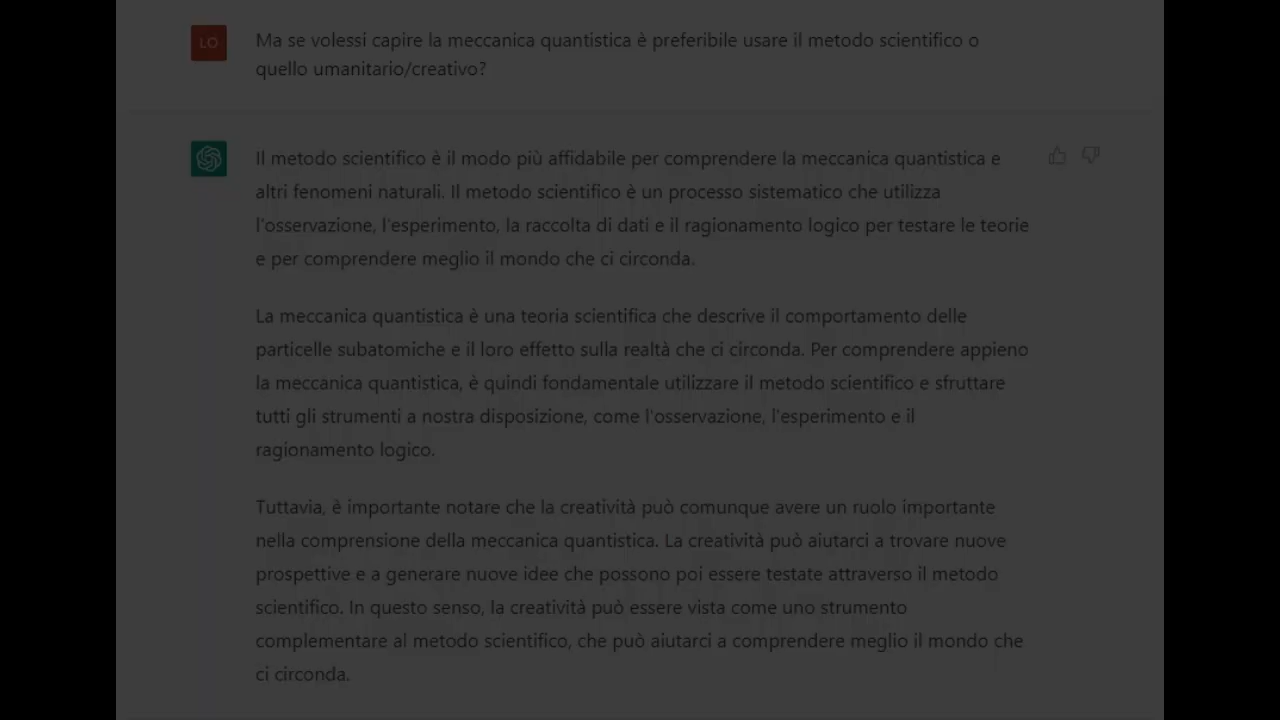 LO
Ma se volessi capire la meccanica quantistica è preferibile usare il metodo scientifico o
quello umanitario/creativo?
Il metodo scientifico è il modo più affidabile per comprendere la meccanica quantistica e
altri fenomeni naturali. Il metodo scientifico è un processo sistematico che utilizza
l'osservazione, l'esperimento, la raccolta di dati e il ragionamento logico per testare le teorie
e per comprendere meglio il mondo che ci circonda.
La meccanica quantistica è una teoria scientifica che descrive il comportamento delle
particelle subatomiche e il loro effetto sulla realtà che ci circonda. Per comprendere appieno
la meccanica quantistica, è quindi fondamentale utilizzare il metodo scientifico e sfruttare
tutti gli strumenti a nostra disposizione, come l'osservazione, l'esperimento e il
ragionamento logico.
Tuttavia, è importante notare che la creatività può comunque avere un ruolo importante
nella comprensione della meccanica quantistica. La creatività può aiutarci a trovare nuove
prospettive e a generare nuove idee che possono poi essere testate attraverso il metodo
scientifico. In questo senso, la creatività può essere vista come uno strumento
complementare al metodo scientifico, che può aiutarci a comprendere meglio il mondo che
ci circonda.